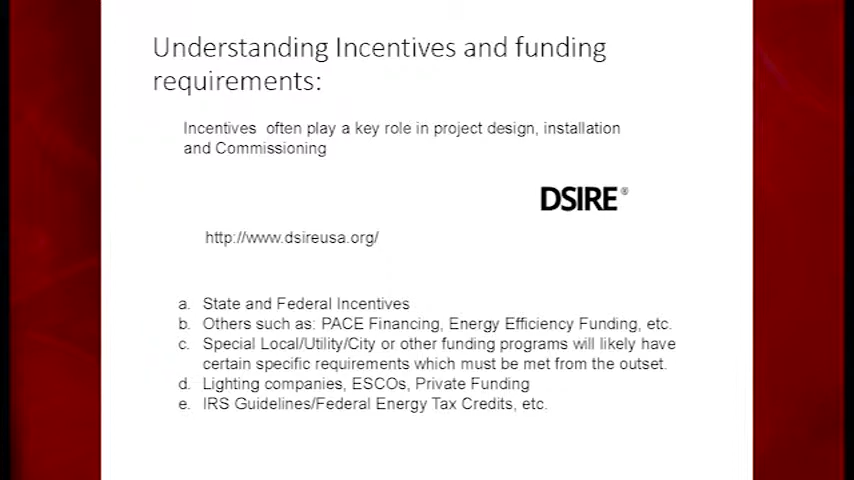 Understanding Incentives and funding
requirements:
Incentives often play a key role in project design, installation
and Commissioning
DSIRE®
http://www.dsireusa.org/
a. State and Federal Incentives
b. Others such as: PACE Financing, Energy Efficiency Funding, etc.
c. Special Local/Utility/City or other funding programs will likely have
certain specific requirements which must be met from the outset.
d. Lighting companies, ESCOs, Private Funding
e. IRS Guidelines/Federal Energy Tax Credits, etc.